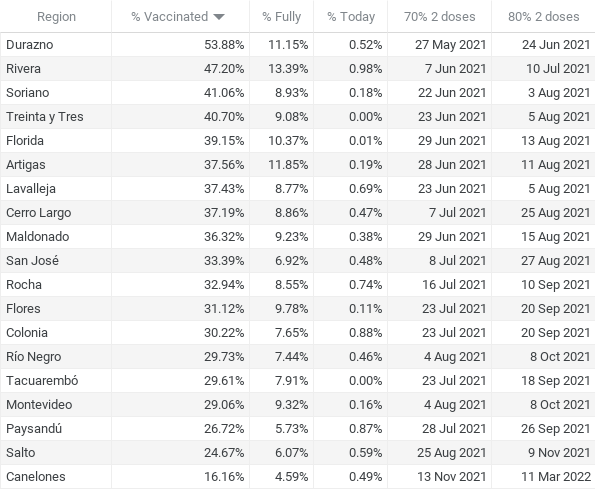 Region % Vaccinated % Fully % Today 70% 2 doses 80% 2 doses
Durazno 53.88% 11.15% 0.52% 27 May 2021 24 Jun 2021
Rivera 47.20% 13.39% 0.98% 7 Jun 2021 10 Jul 2021
Soriano 41.06% 8.93% 0.18% 22 Jun 2021 3 Aug 2021
Treinta y Tres 40.70% 9.08% 0.00% 23 Jun 2021 5 Aug 2021
Florida 39.15% 10.37% 0.01% 29 Jun 2021 13 Aug 2021
Artigas 37.56% 11.85% 0.19% 28 Jun 2021 11 Aug 2021
Lavalleja 37.43% 8.77% 0.69% 23 Jun 2021 5 Aug 2021
Cerro Largo 37.19% 8.86% 0.47% 7 Jul 2021 25 Aug 2021
Maldonado 36.32% 9.23% 0.38% 29 Jun 2021 15 Aug 2021
San José 33.39% 6.92% 0.48% 8 Jul 2021 27 Aug 2021
Rocha 32.94% 8.55% 0.74% 16 Jul 2021 10 Sep 2021
Flores 31.12% 9.78% 0.11% 23 Jul 2021 20 Sep 2021
Colonia 30.22% 7.65% 0.88% 23 Jul 2021 20 Sep 2021
Río Negro 29.73% 7.44% 0.46% 4 Aug 2021 8 Oct 2021
Tacuarembó 29.61% 7.91% 0.00% 23 Jul 2021 18 Sep 2021
Montevideo 29.06% 9.32% 0.16% 4 Aug 2021 8 Oct 2021
Paysandú 26.72% 5.73% 0.87% 28 Jul 2021 26 Sep 2021
Salto 24.67% 6.07% 0.59% 25 Aug 2021 9 Nov 2021
Canelones 16.16% 4.59% 0.49% 13 Nov 2021 11 Mar 2022